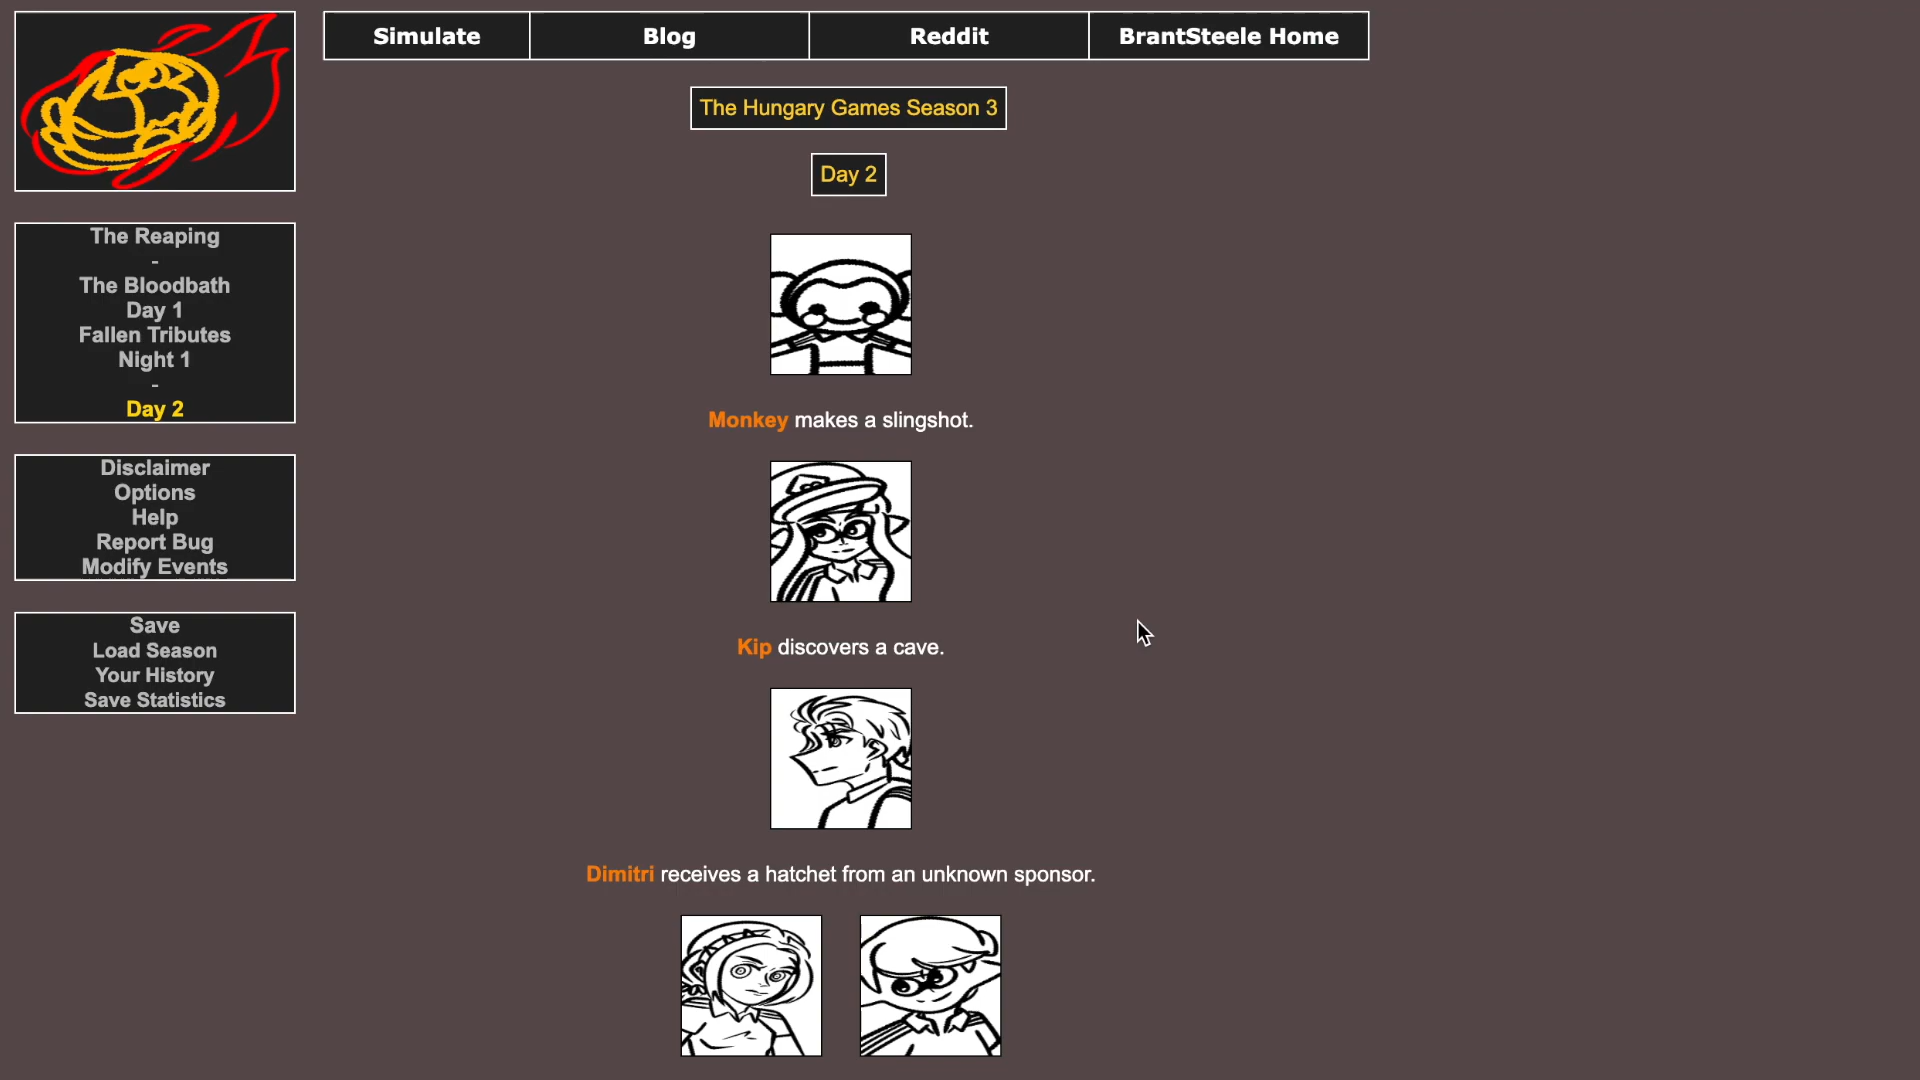 Simulate
Blog
Reddit
BrantSteele Home
The Hungary Games Season 3
Day 2
The Reaping
-
The Bloodbath
Day 1
Fallen Tributes
Night 1
-
Day 2
Disclaimer
Options
Help
Report Bug
Modify Events
Save
Load Season
Your History
Save Statistics
Monkey makes a slingshot.
Kip discovers a cave.
Dimitri receives a hatchet from an unknown sponsor.